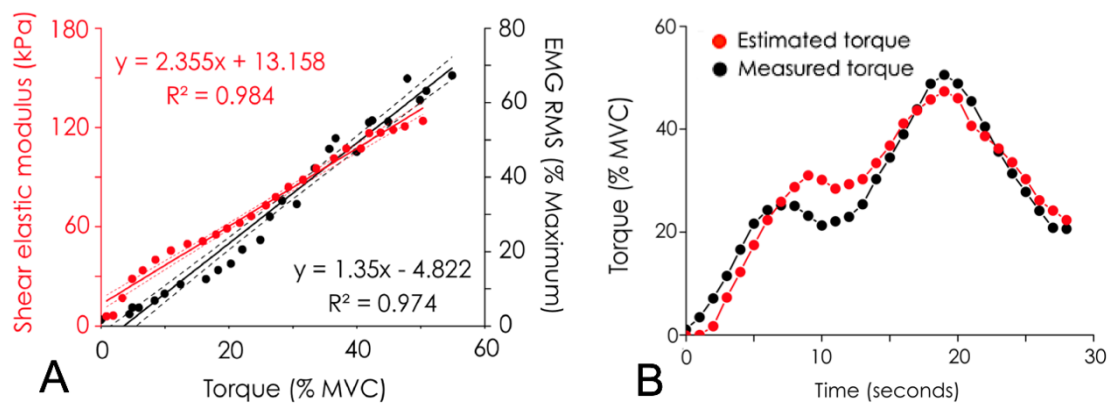 Shear elastic modulus (kPa)
180
120
60
0
y = 2.355x + 13.158
R² = 0.984
y = 1.35x - 4.822
R² = 0.974
80
60
40
20
0
EMG RMS (% Maximum)
0
20
40
60
Torque (% MVC)
A
Estimated torque
Measured torque
Torque (% MVC)
60
40
20
0
0
10
20
30
Time (seconds)
B